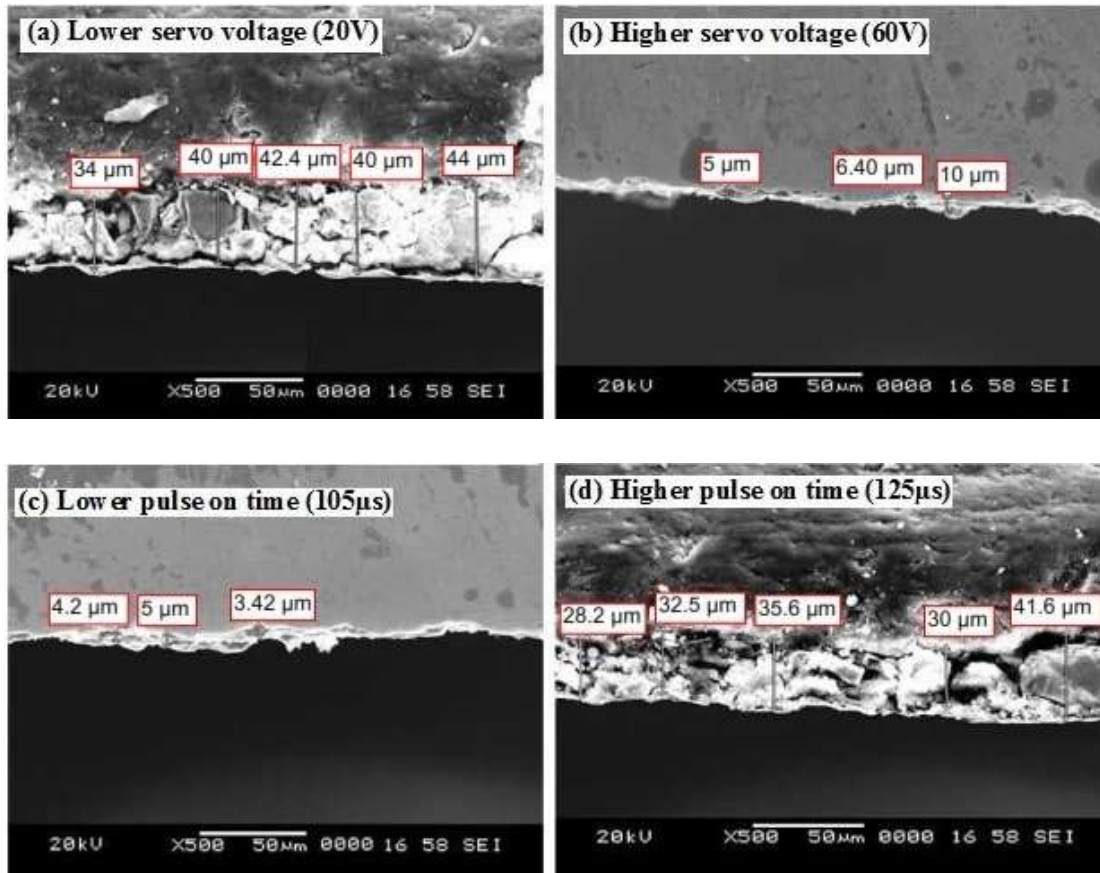 (a) Lower servo voltage (20V)
34 µm
40 µm
42.4 µm
40 µm
44 µm
20kV X500 50µm 0000 16 58 SEI
(b) Higher servo voltage (60V)
5 µm
6.40 µm
10 µm
20kV X500 50µm 0000 16 58 SEI
(c) Lower pulse on time (105µs)
4.2 µm
5 µm
3.42 µm
20kV X500 50µm 0000 16 58 SEI
(d) Higher pulse on time (125µs)
28.2 µm
32.5 µm
35.6 µm
30 µm
41.6 µm
20kV X500 50µm 0000 16 58 SEI